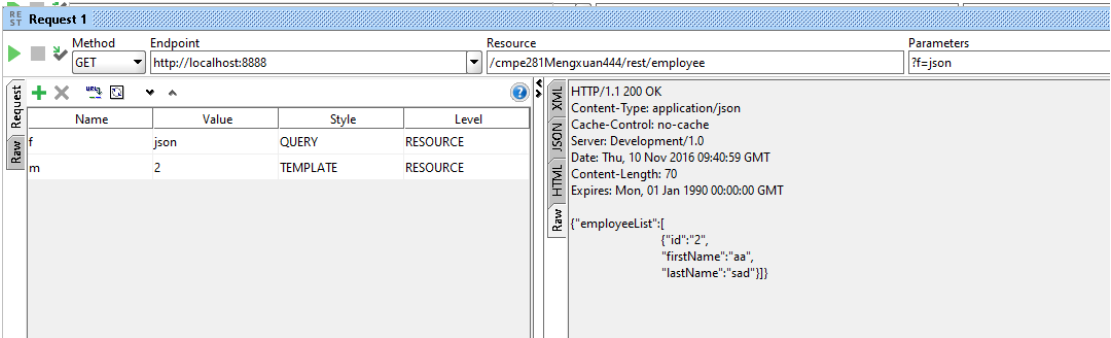 REST Request 1
Method Endpoint Resource Parameters
GET http://localhost:8888 /cmpe281Mengxuan444/rest/employee ?f=json
Request
Raw
Name Value Style Level
f json QUERY RESOURCE
m 2 TEMPLATE RESOURCE
XML
JSON
HTML
Raw
HTTP/1.1 200 OK
Content-Type: application/json
Cache-Control: no-cache
Server: Development/1.0
Date: Thu, 10 Nov 2016 09:40:59 GMT
Content-Length: 70
Expires: Mon, 01 Jan 1990 00:00:00 GMT
{"employeeList":[
{"id":"2",
"firstName":"aa",
"lastName":"sad"}]}